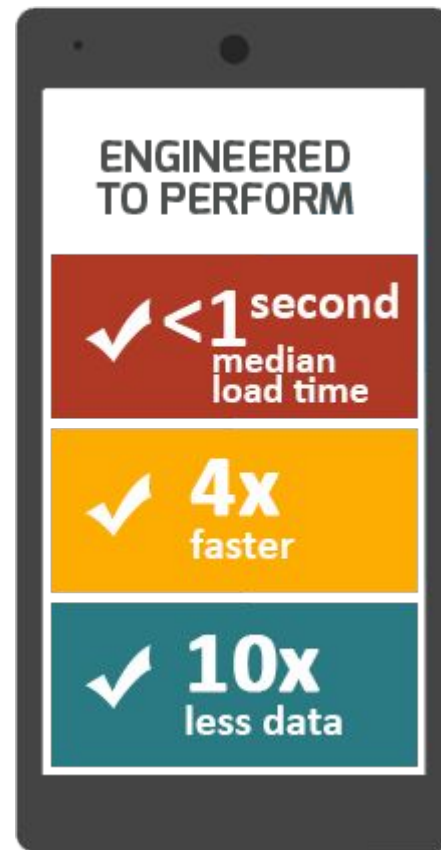 ENGINEERED
TO PERFORM
<1 second
median
load time
4x
faster
10x
less data